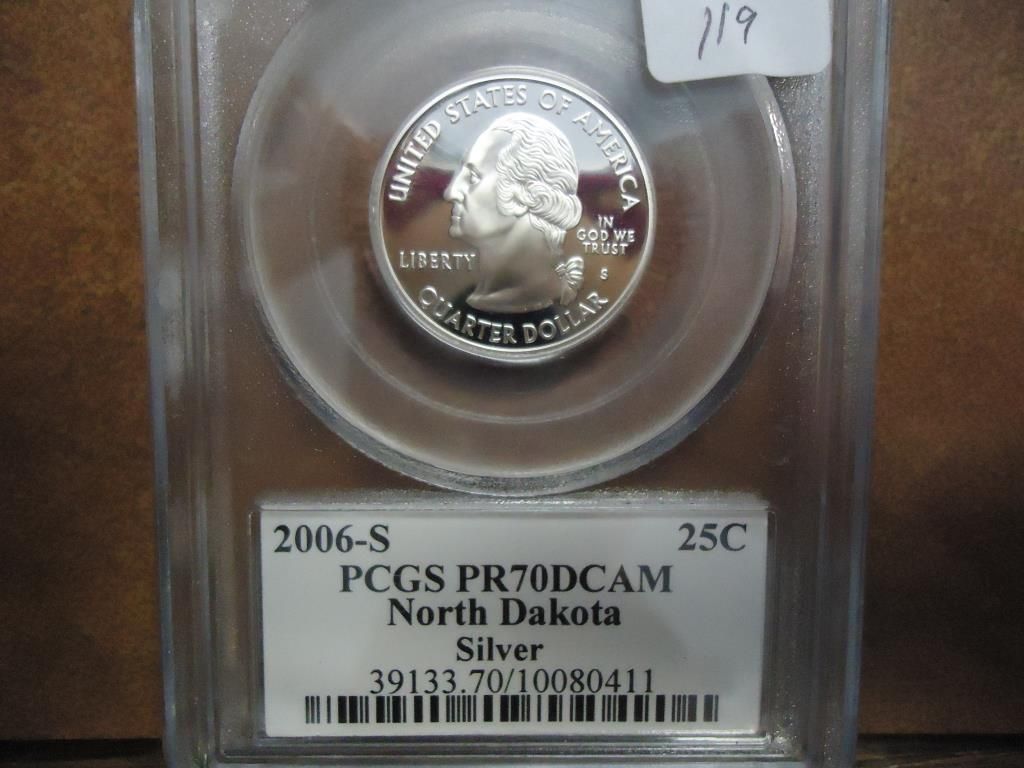 119
UNITED STATES OF AMERICA
IN
GOD WE
TRUST
LIBERTY
S
QUARTER DOLLAR
2006-S 25C
PCGS PR70DCAM
North Dakota
Silver
39133.70/10080411